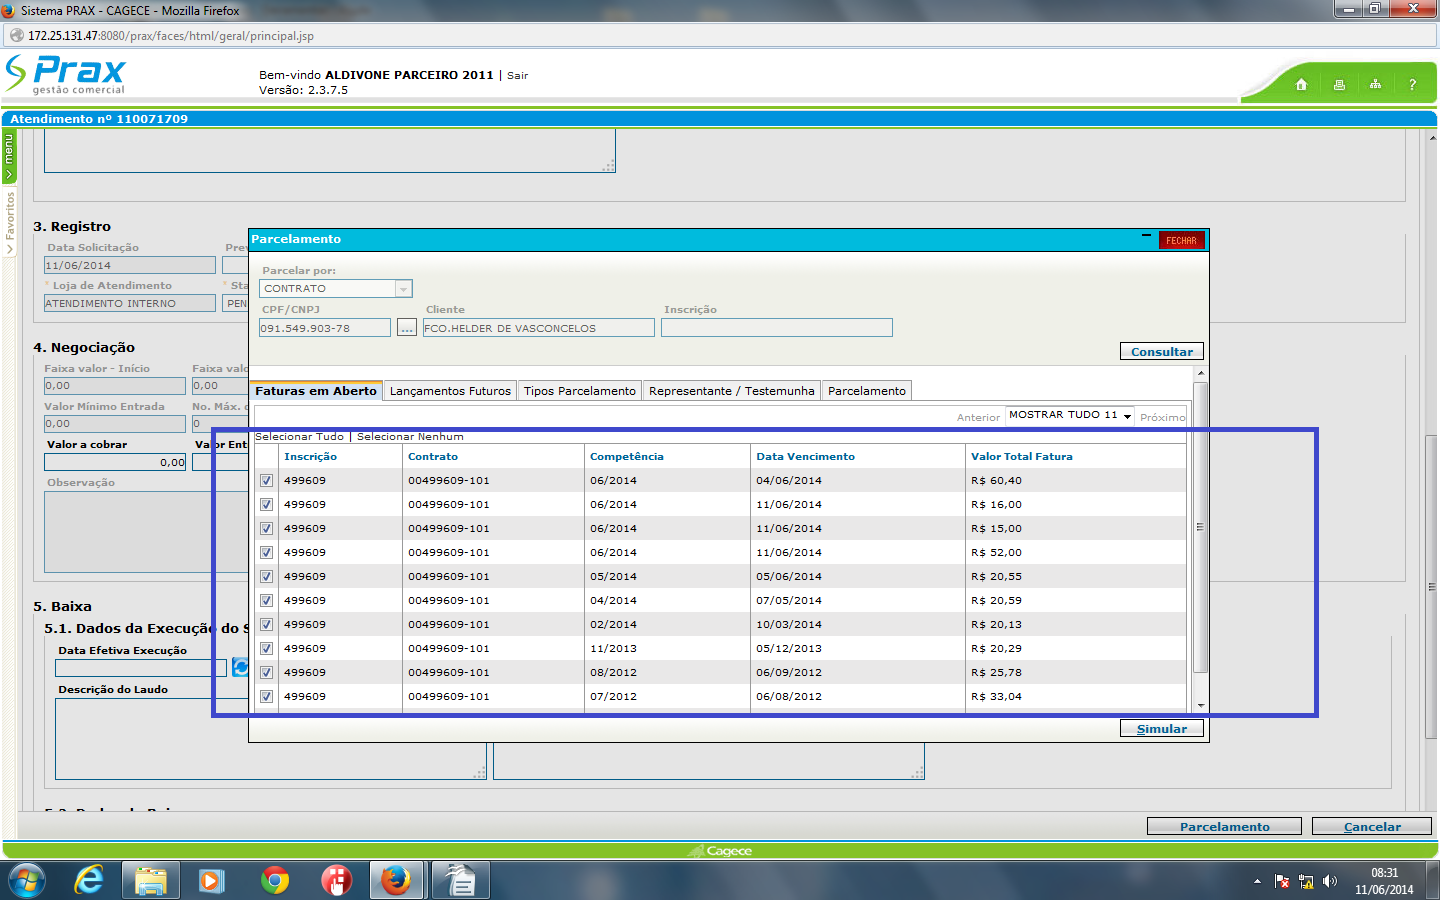 Sistema PRAX - CAGECE - Mozilla Firefox
172.25.131.47:8080/prax/faces/html/geral/principal.jsp
Prax
gestão comercial
Bem-vindo ALDIVONE PARCEIRO 2011 | Sair
Versão: 2.3.7.5
?
Atendimento nº 110071709
menu
Favoritos
3. Registro
Data Solicitação
11/06/2014
* Loja de Atendimento
* Sta
ATENDIMENTO INTERNO
PEN
4. Negociação
Faixa valor - Início
Faixa valo
0,00
0,00
Valor Mínimo Entrada
No. Máx.
0,00
0
Valor a cobrar
Valor Ent
0,00
Observação
5. Baixa
5.1. Dados da Execução do S
Data Efetiva Execução
Descrição do Laudo
Parcelamento
FECHAR
Parcelar por:
CONTRATO
CPF/CNPJ
Cliente
Inscrição
091.549.903-78
...
FCO.HELDER DE VASCONCELOS
Consultar
Faturas em Aberto
Lançamentos Futuros
Tipos Parcelamento
Representante / Testemunha
Parcelamento
Anterior
MOSTRAR TUDO 11
Próximo
Selecionar Tudo | Selecionar Nenhum
Inscrição Contrato Competência Data Vencimento Valor Total Fatura
499609 00499609-101 06/2014 04/06/2014 R$ 60,40
499609 00499609-101 06/2014 11/06/2014 R$ 16,00
499609 00499609-101 06/2014 11/06/2014 R$ 15,00
499609 00499609-101 06/2014 11/06/2014 R$ 52,00
499609 00499609-101 05/2014 05/06/2014 R$ 20,55
499609 00499609-101 04/2014 07/05/2014 R$ 20,59
499609 00499609-101 02/2014 10/03/2014 R$ 20,13
499609 00499609-101 11/2013 05/12/2013 R$ 20,29
499609 00499609-101 08/2012 06/09/2012 R$ 25,78
499609 00499609-101 07/2012 06/08/2012 R$ 33,04
Simular
Parcelamento
Cancelar
Cagece
08:31
11/06/2014